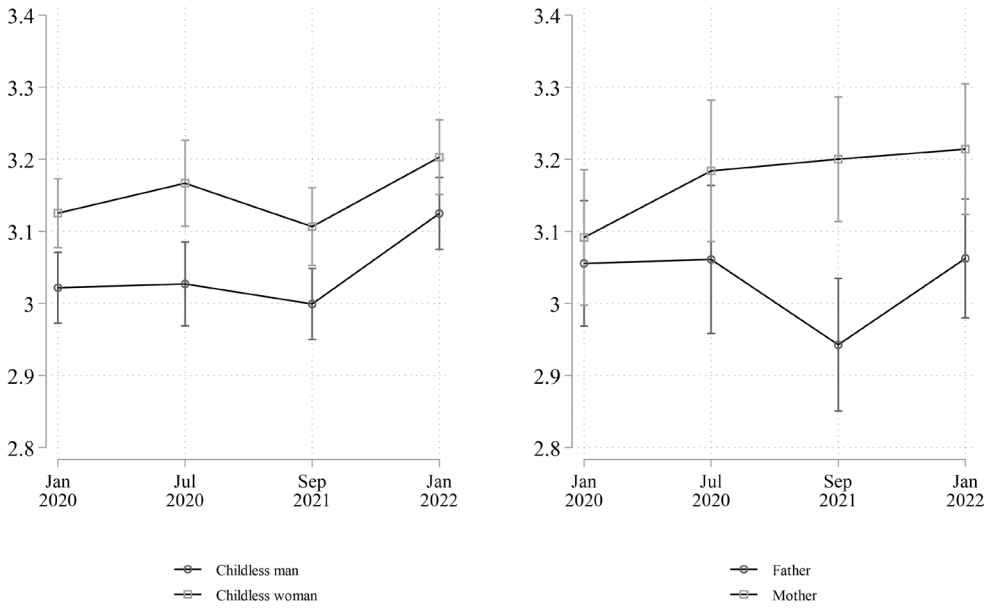 3.4
3.3
3.2
3.1
3
2.9
2.8
Jan
2020
Jul
2020
Sep
2021
Jan
2022
Childless man
Childless woman
3.4
3.3
3.2
3.1
3
2.9
2.8
Jan
2020
Jul
2020
Sep
2021
Jan
2022
Father
Mother